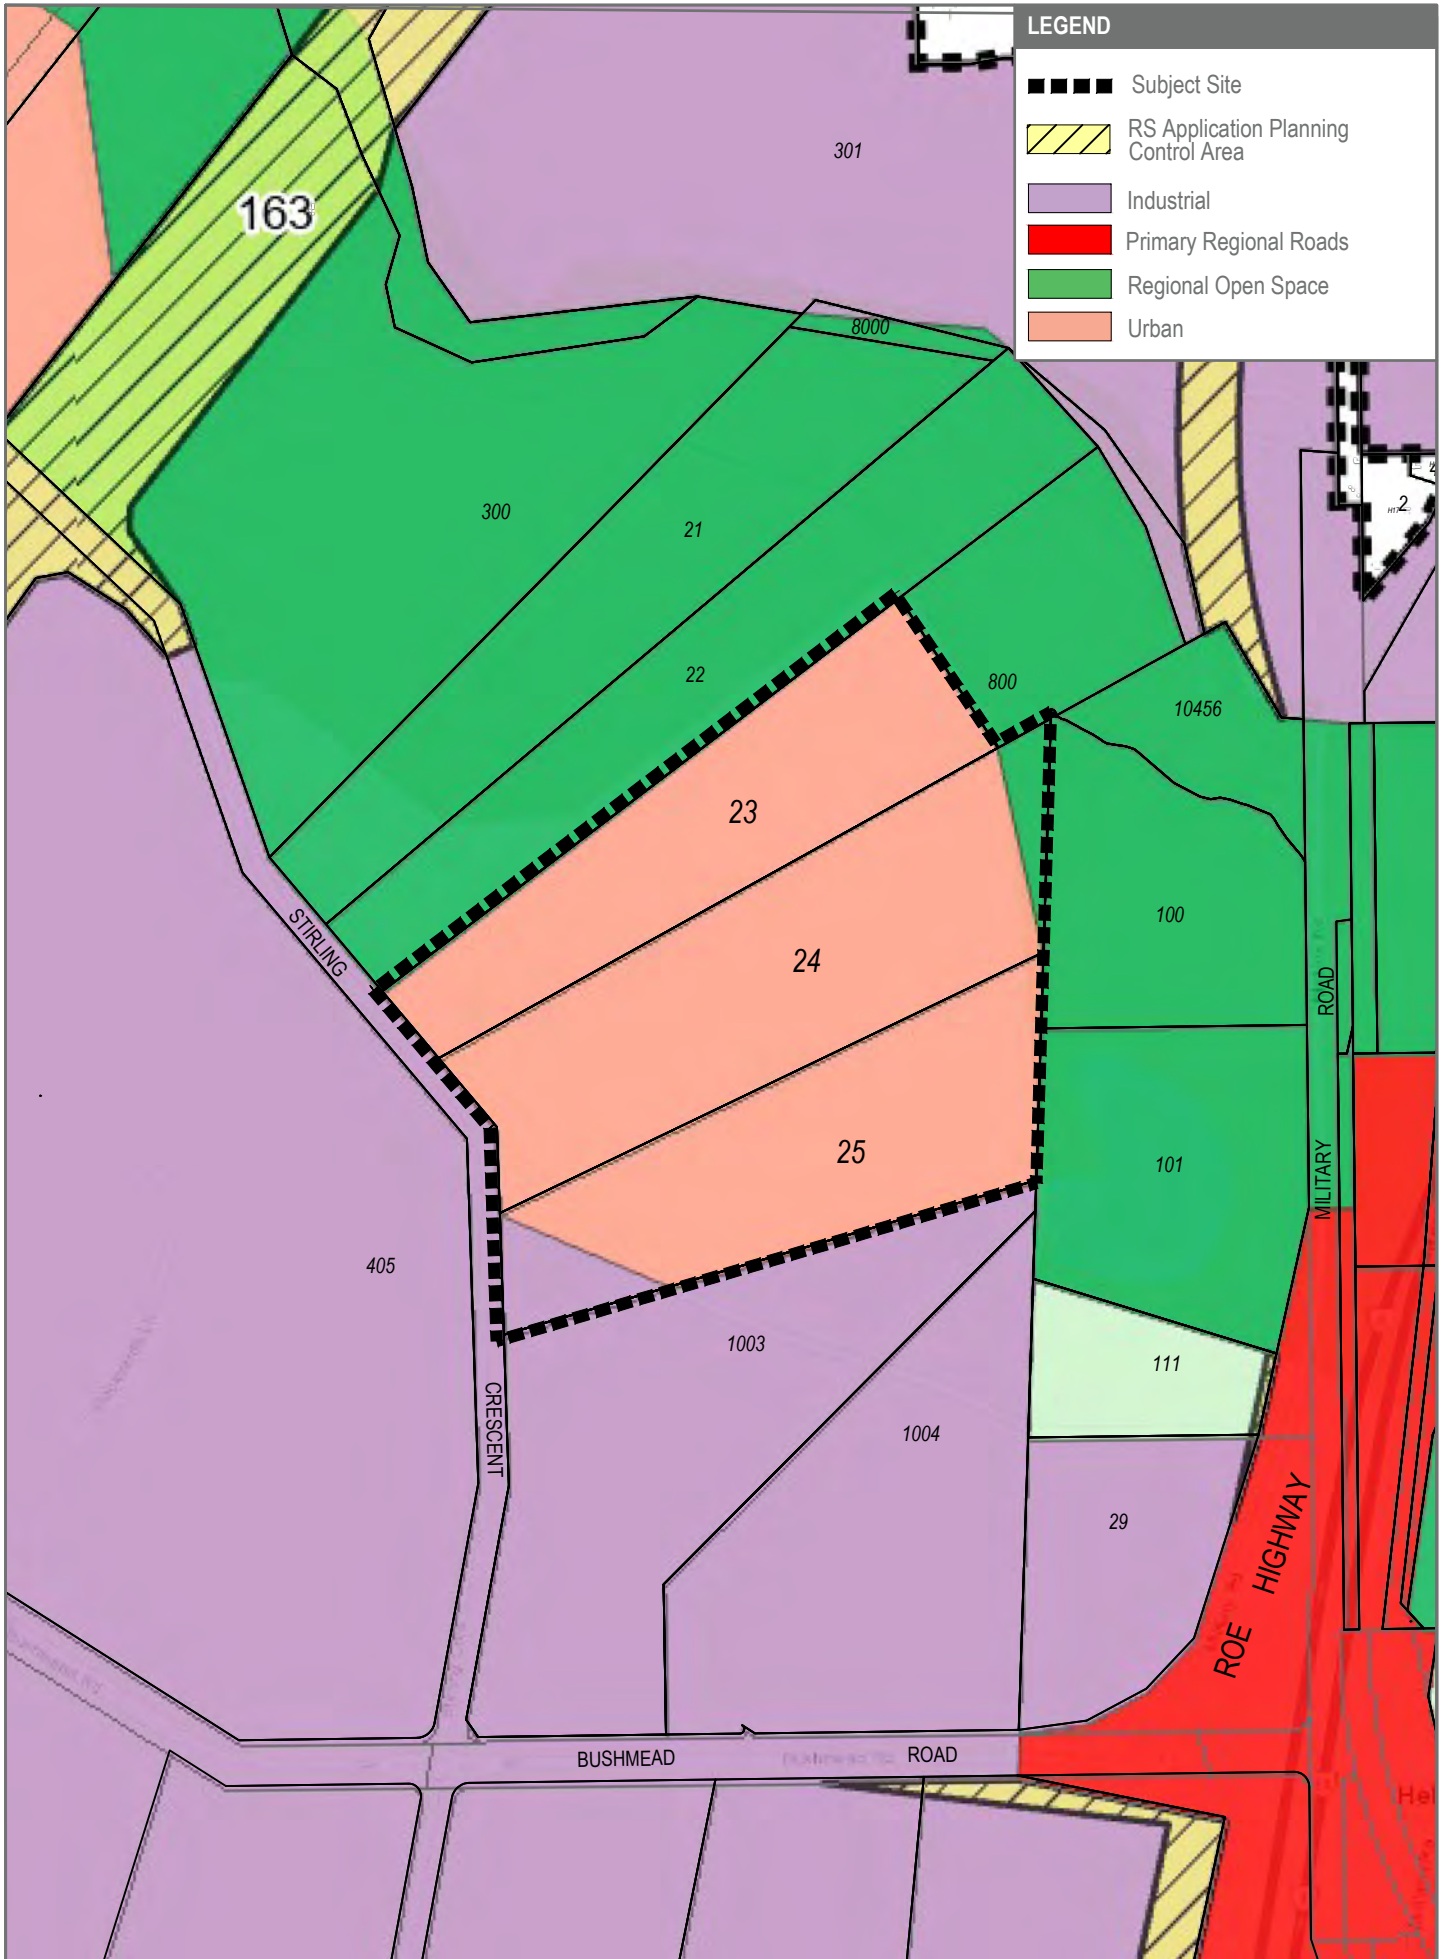 LEGEND
Subject Site
RS Application Planning
Control Area
Industrial
Primary Regional Roads
Regional Open Space
Urban
301
163
8000
300
21
2
22
800
10456
23
24
100
STIRLING
ROAD
25
101
MILITARY
405
1003
111
CRESCENT
1004
29
ROE HIGHWAY
BUSHMEAD ROAD
Hel